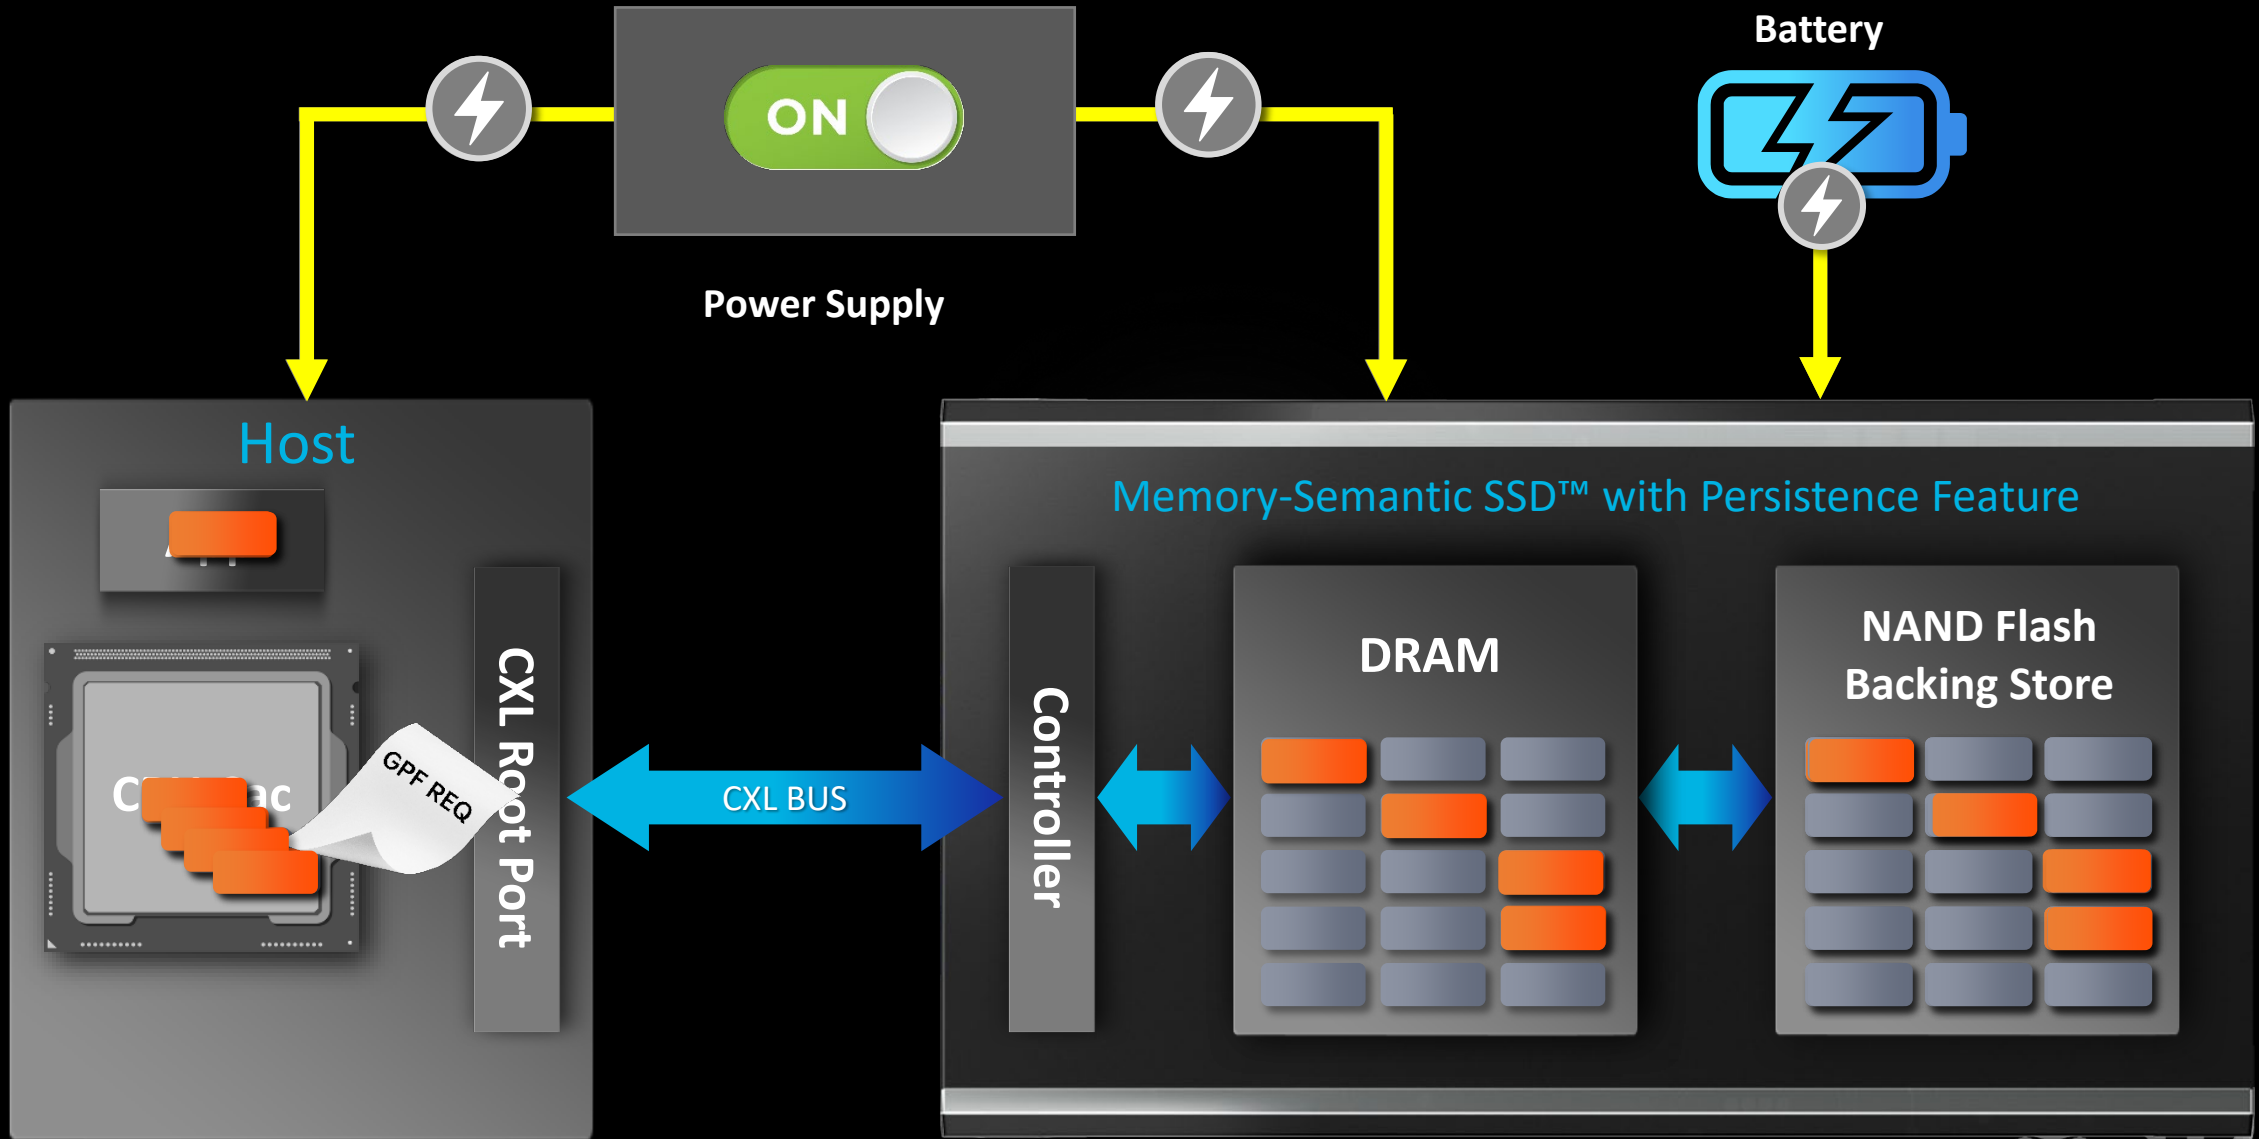 Battery
ON
Power Supply
Host
Memory-Semantic SSD™ with Persistence Feature
CXL Root Port
GPF REQ
CXL BUS
Controller
DRAM
NAND Flash
Backing Store